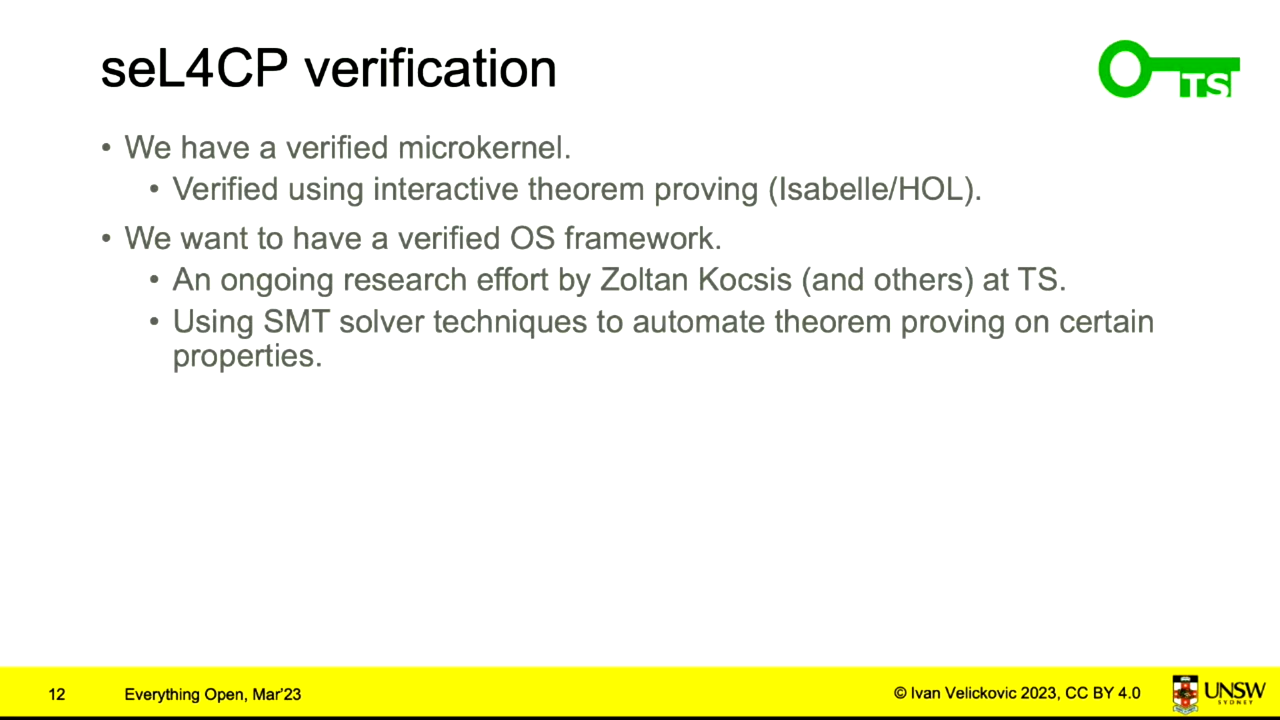 seL4CP verification
TS
• We have a verified microkernel.
• Verified using interactive theorem proving (Isabelle/HOL).
• We want to have a verified OS framework.
• An ongoing research effort by Zoltan Kocsis (and others) at TS.
• Using SMT solver techniques to automate theorem proving on certain
properties.
12
Everything Open, Mar'23
© Ivan Velickovic 2023, CC BY 4.0
UNSW
SYDNEY